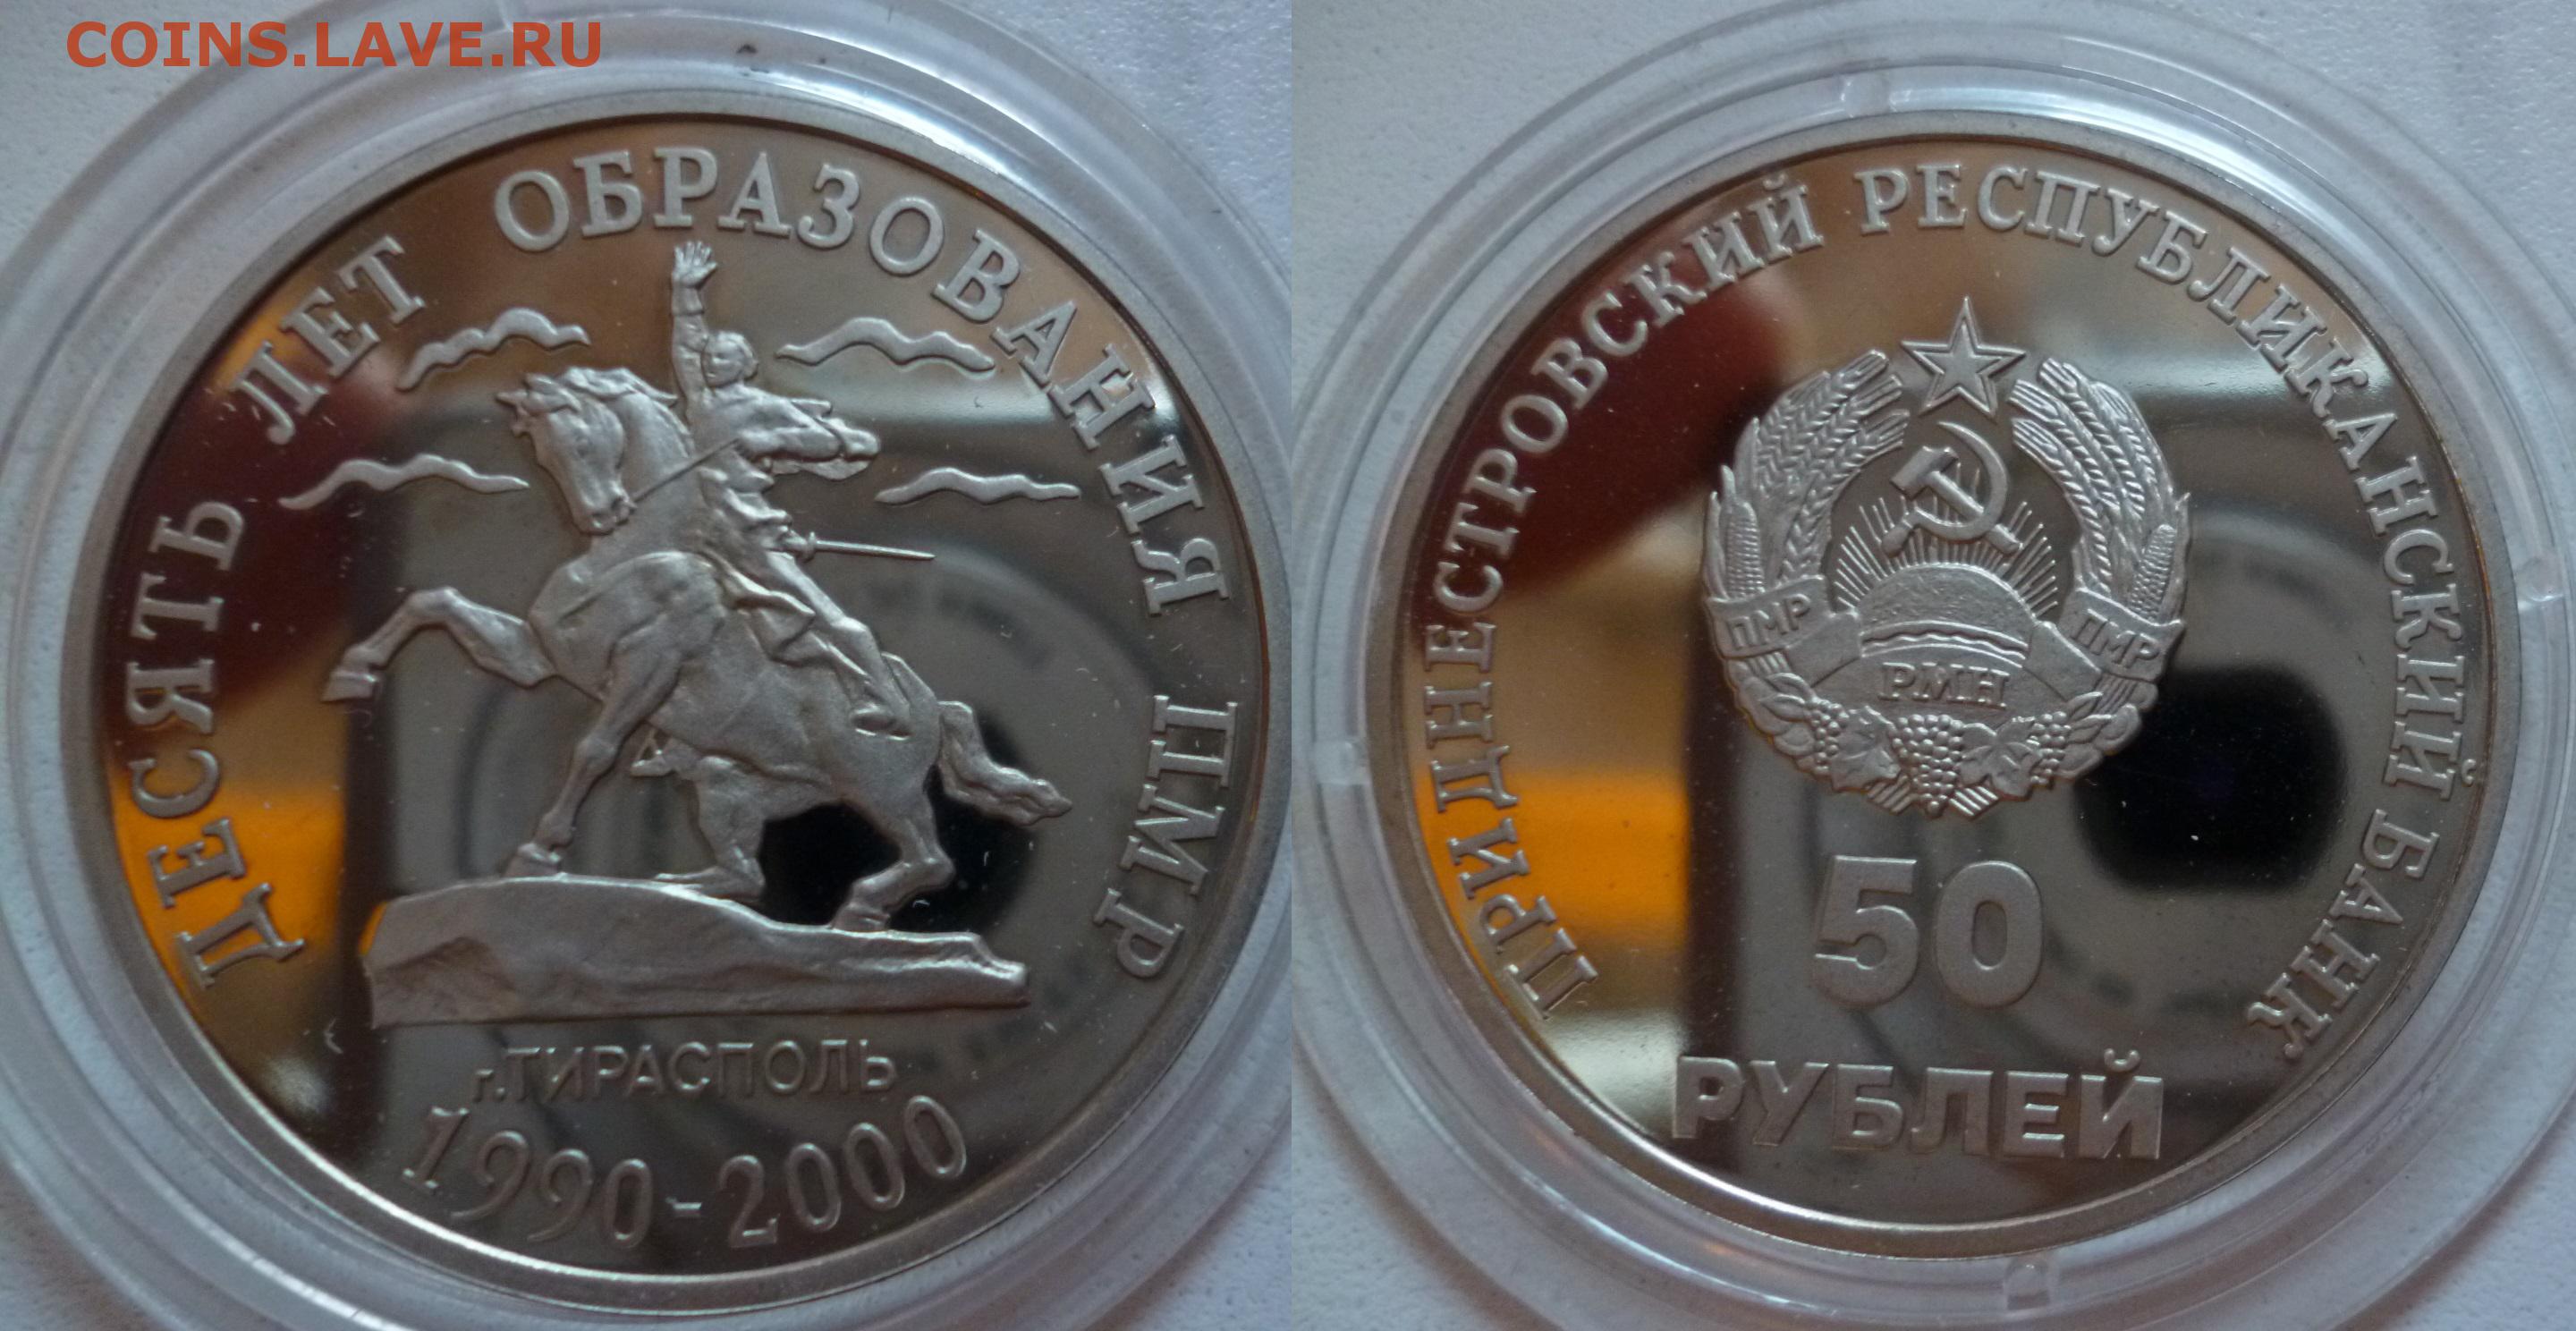 COINS.LAVE.RU
ДЕСЯТЬ ЛЕТ ОБРАЗОВАНИЯ ПМР
г.ТИРАСПОЛЬ
1990-2000
ПРИДНЕСТРОВСКИЙ РЕСПУБЛИКАНСКИЙ БАНК
ПМР ПМР
РМН
50
РУБЛЕЙ